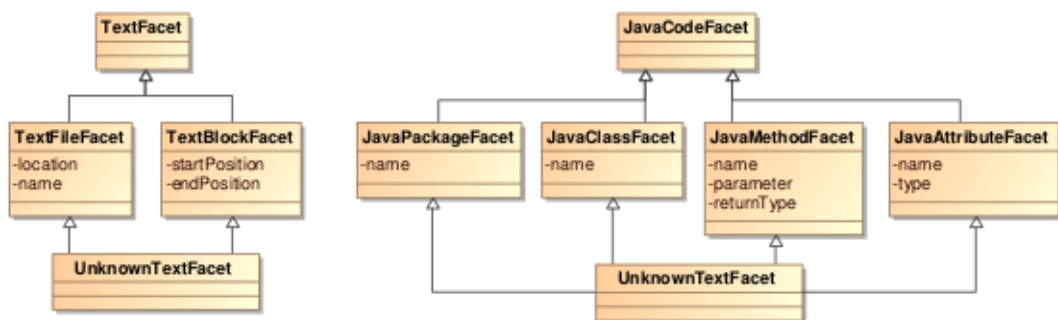 TextFacet
JavaCodeFacet
TextFileFacet
-location
-name
TextBlockFacet
-startPosition
-endPosition
JavaPackageFacet
-name
JavaClassFacet
-name
JavaMethodFacet
-name
-parameter
-returnType
JavaAttributeFacet
-name
-type
UnknownTextFacet
UnknownTextFacet